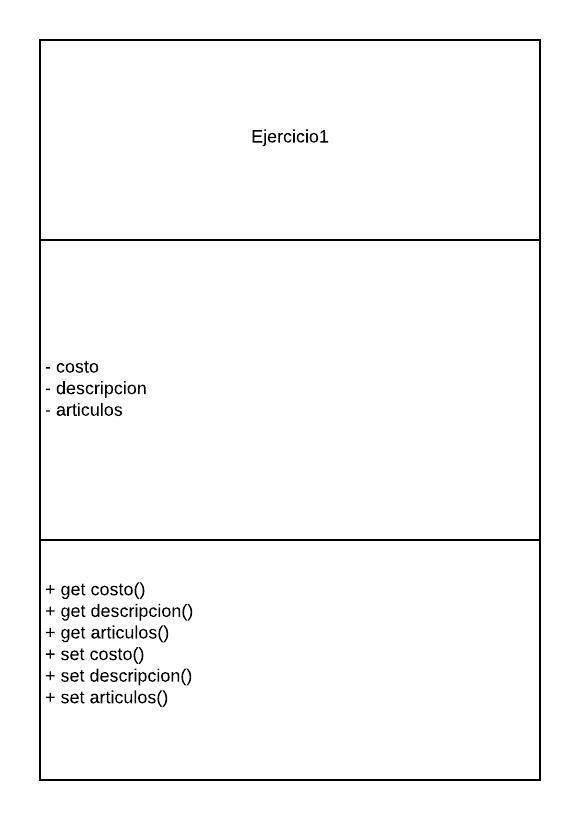 Ejercicio1
- costo
- descripcion
- articulos
+ get costo()
+ get descripcion()
+ get articulos()
+ set costo()
+ set descripcion()
+ set articulos()